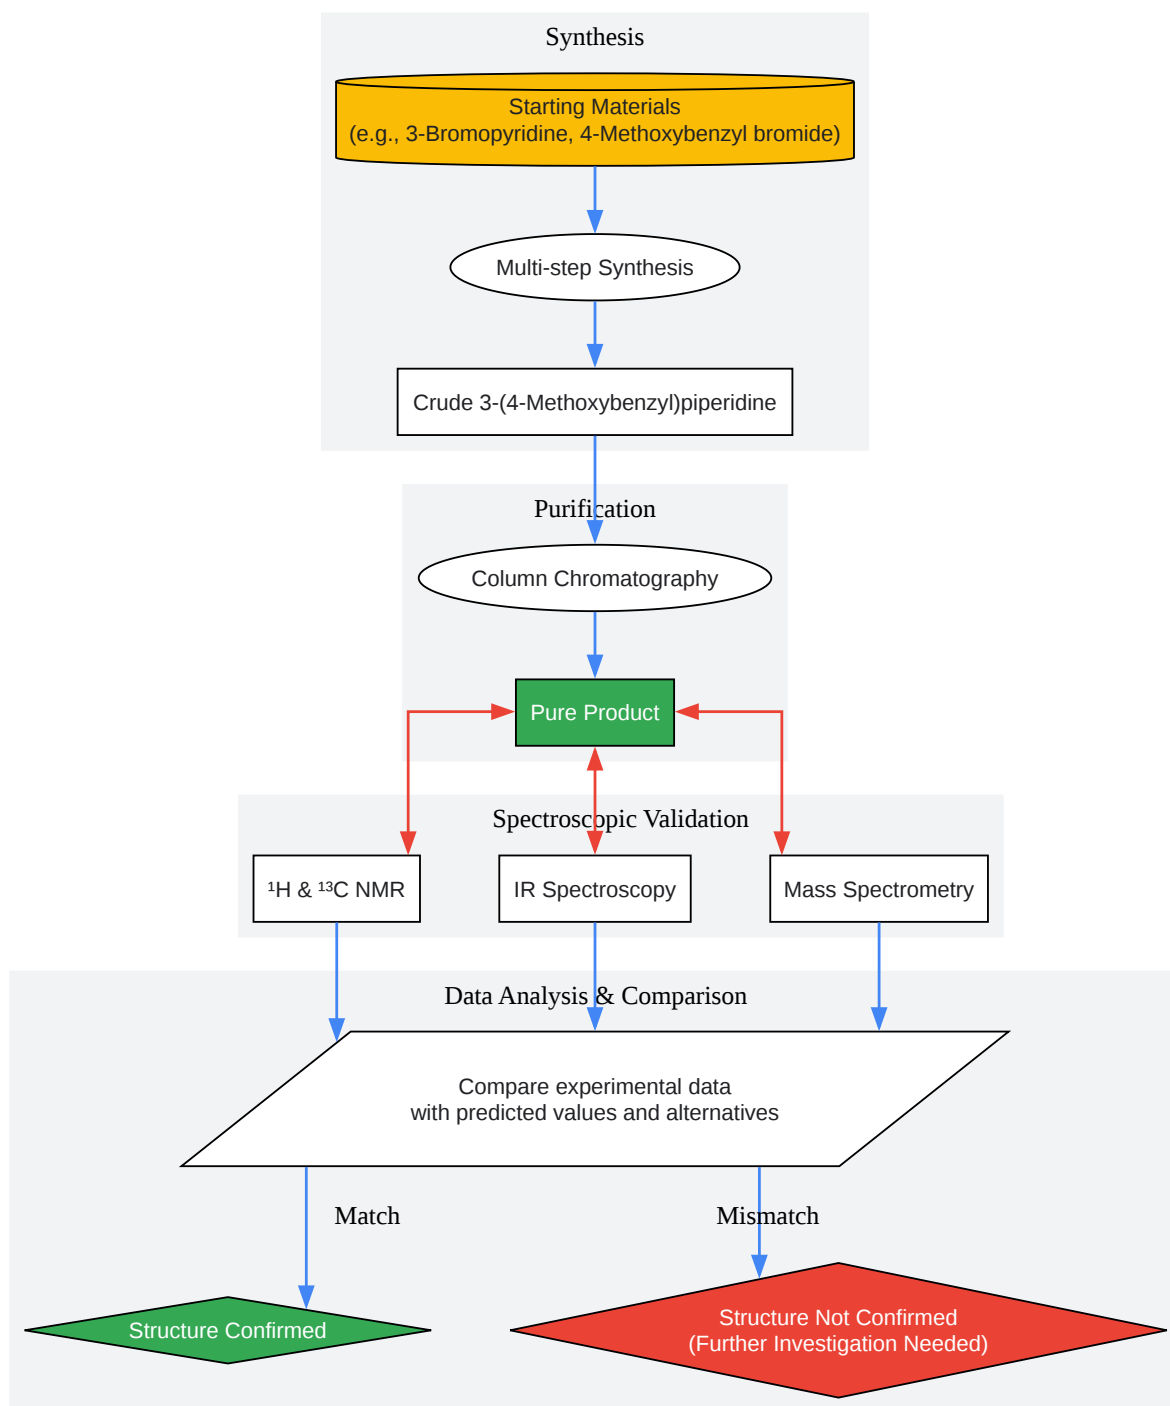 Synthesis
Starting Materials
(e.g., 3-Bromopyridine, 4-Methoxybenzyl bromide)
Multi-step Synthesis
Crude 3-(4-Methoxybenzyl)piperidine
Purification
Column Chromatography
Pure Product
Spectroscopic Validation
¹H & ¹³C NMR
IR Spectroscopy
Mass Spectrometry
Data Analysis & Comparison
Compare experimental data
with predicted values and alternatives
Match
Mismatch
Structure Confirmed
Structure Not Confirmed
(Further Investigation Needed)